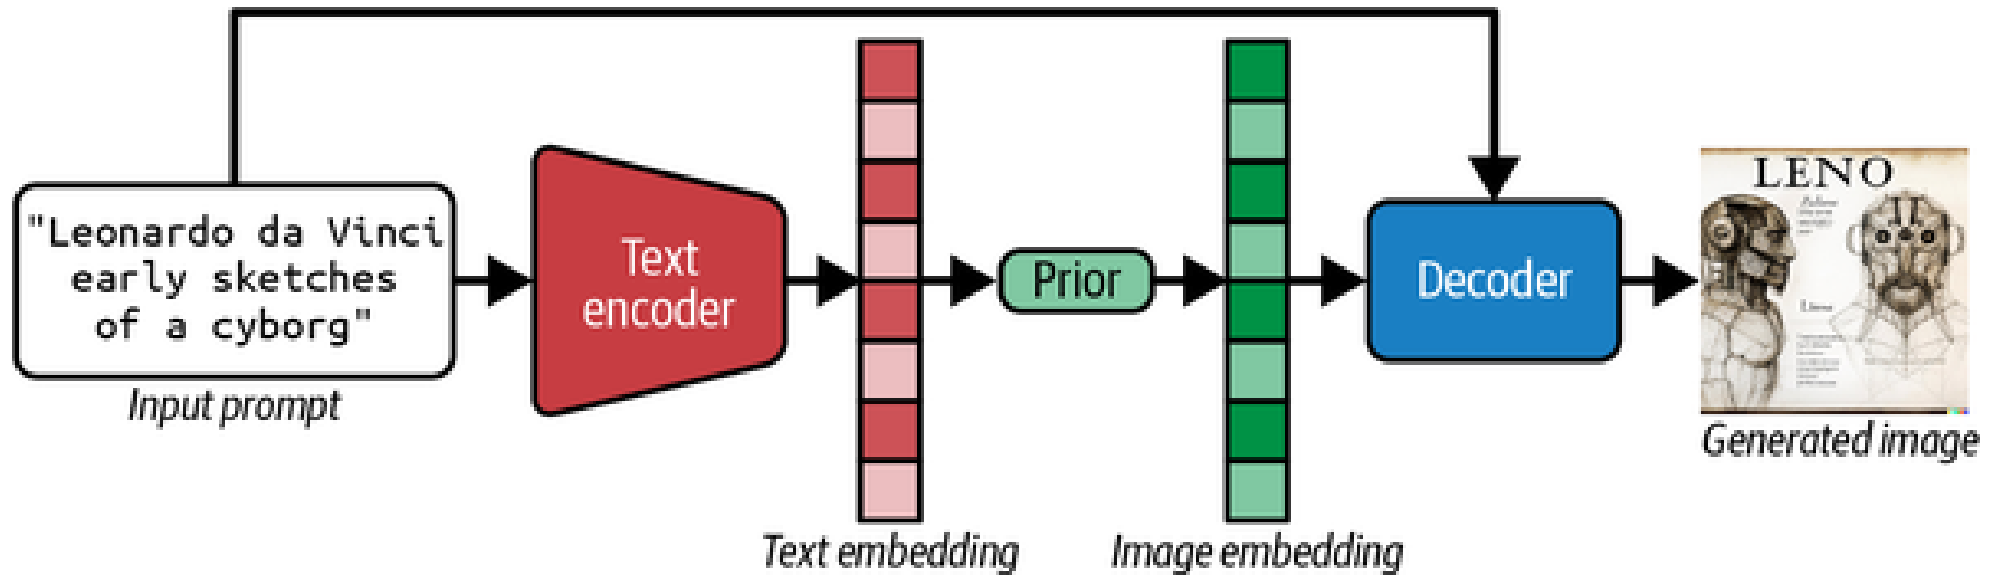 "Leonardo da Vinci
early sketches
of a cyborg"
Input prompt
Text
encoder
Text embedding
Prior
Image embedding
Decoder
LENO
Generated image